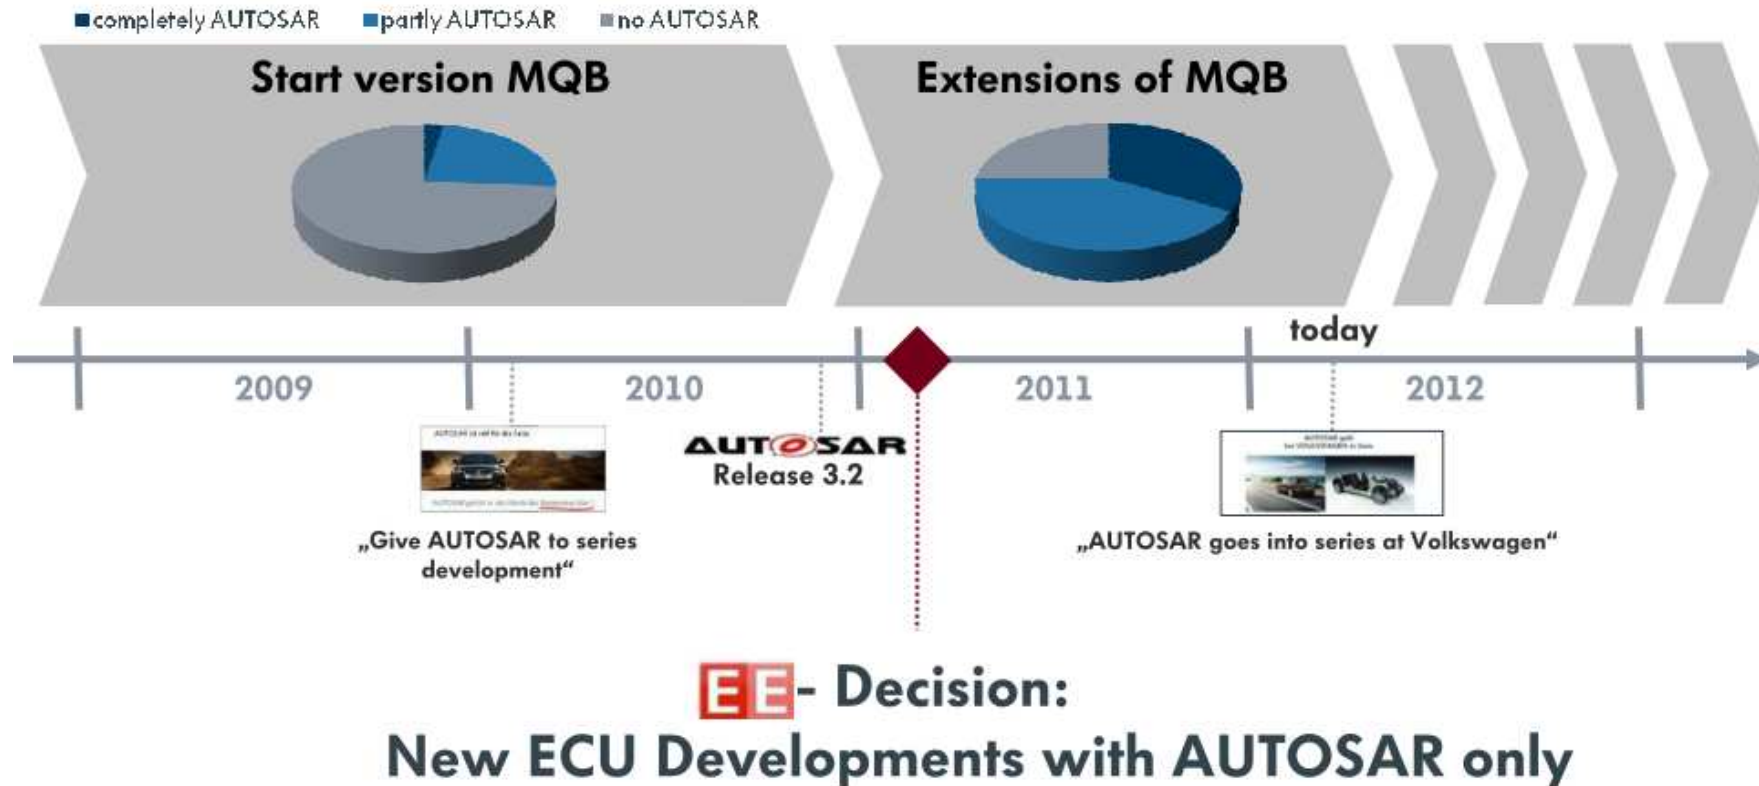 completely AUTOSAR partly AUTOSAR no AUTOSAR
Start version MQB
Extensions of MQB
today
2009 2010 2011 2012
AUTOSAR
Release 3.2
„Give AUTOSAR to series
development“
„AUTOSAR goes into series at Volkswagen“
EE- Decision:
New ECU Developments with AUTOSAR only